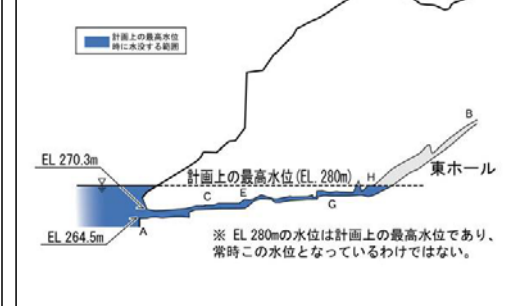 計画上の最高水位
時に水没する範囲
B
EL 270.3m
計画上の最高水位(EL. 280m)
H
東ホール
C
E
G
EL 264.5m
A
※ EL 280mの水位は計画上の最高水位であり、
常時この水位となっているわけではない。